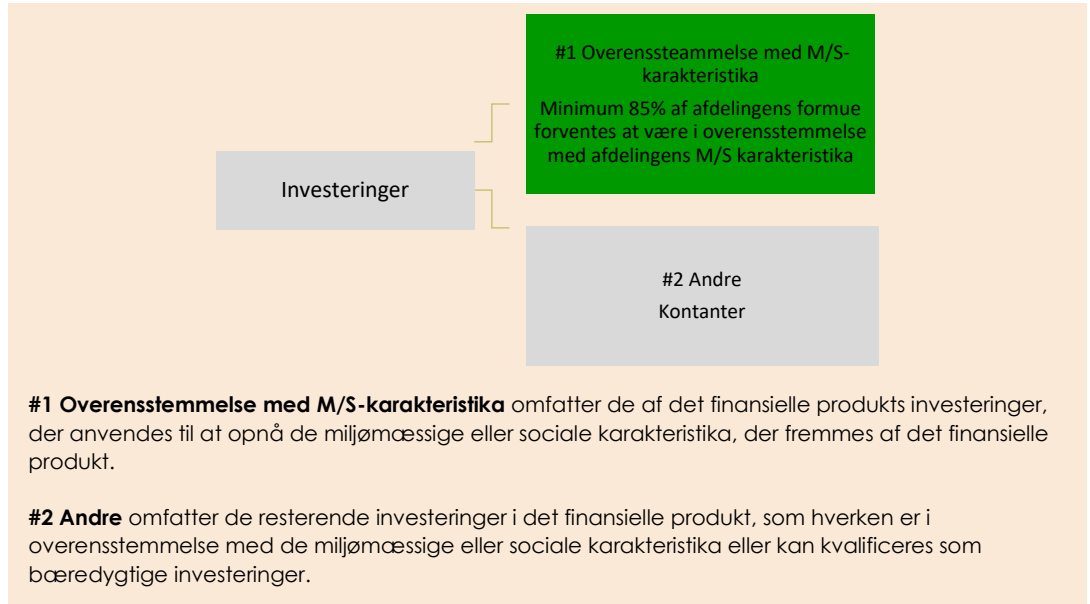 #1 Overenssteammelse med M/S-
karakteristika
Minimum 85% af afdelingens formue
forventes at være i overensstemmelse
med afdelingens M/S karakteristika
Investeringer
#2 Andre
Kontanter
#1 Overensstemmelse med M/S-karakteristika omfatter de af det finansielle produkts investeringer,
der anvendes til at opnå de miljømæssige eller sociale karakteristika, der fremmes af det finansielle
produkt.
#2 Andre omfatter de resterende investeringer i det finansielle produkt, som hverken er i
overensstemmelse med de miljømæssige eller sociale karakteristika eller kan kvalificeres som
bæredygtige investeringer.